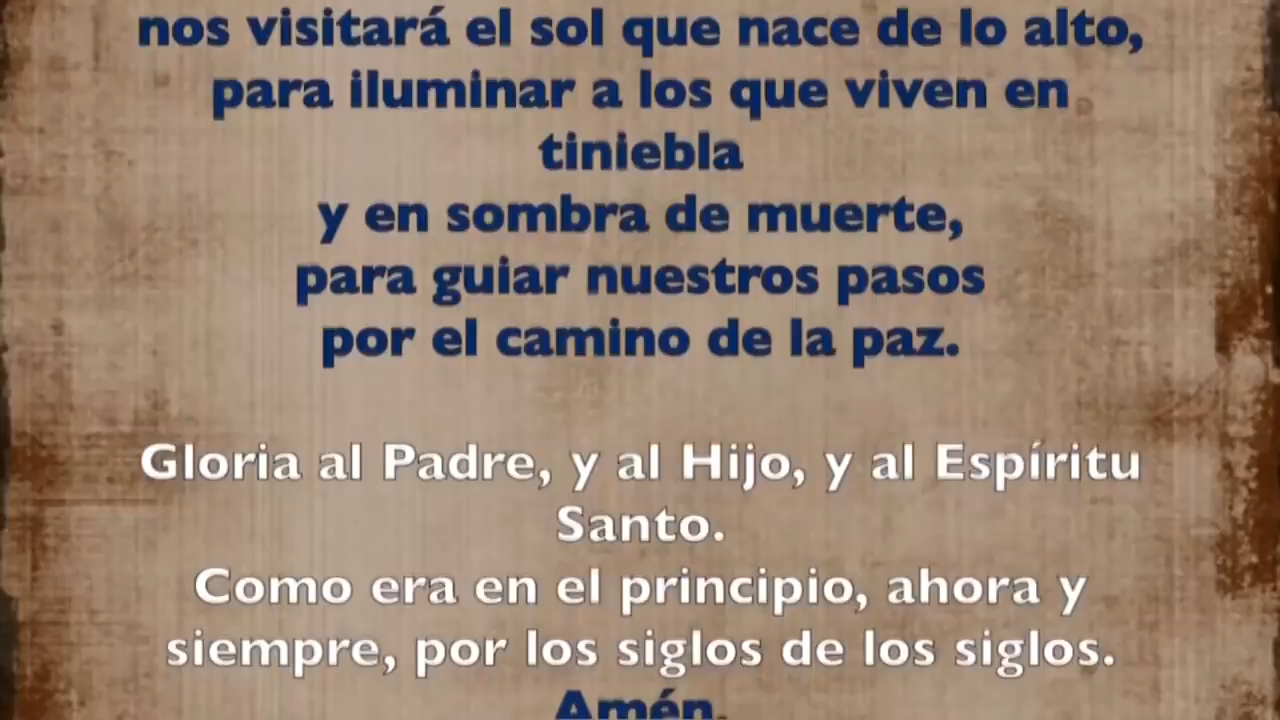 nos visitará el sol que nace de lo alto,
para iluminar a los que viven en
tiniebla
y en sombra de muerte,
para guiar nuestros pasos
por el camino de la paz.
Gloria al Padre, y al Hijo, y al Espíritu
Santo.
Como era en el principio, ahora y
siempre, por los siglos de los siglos.
Amén.